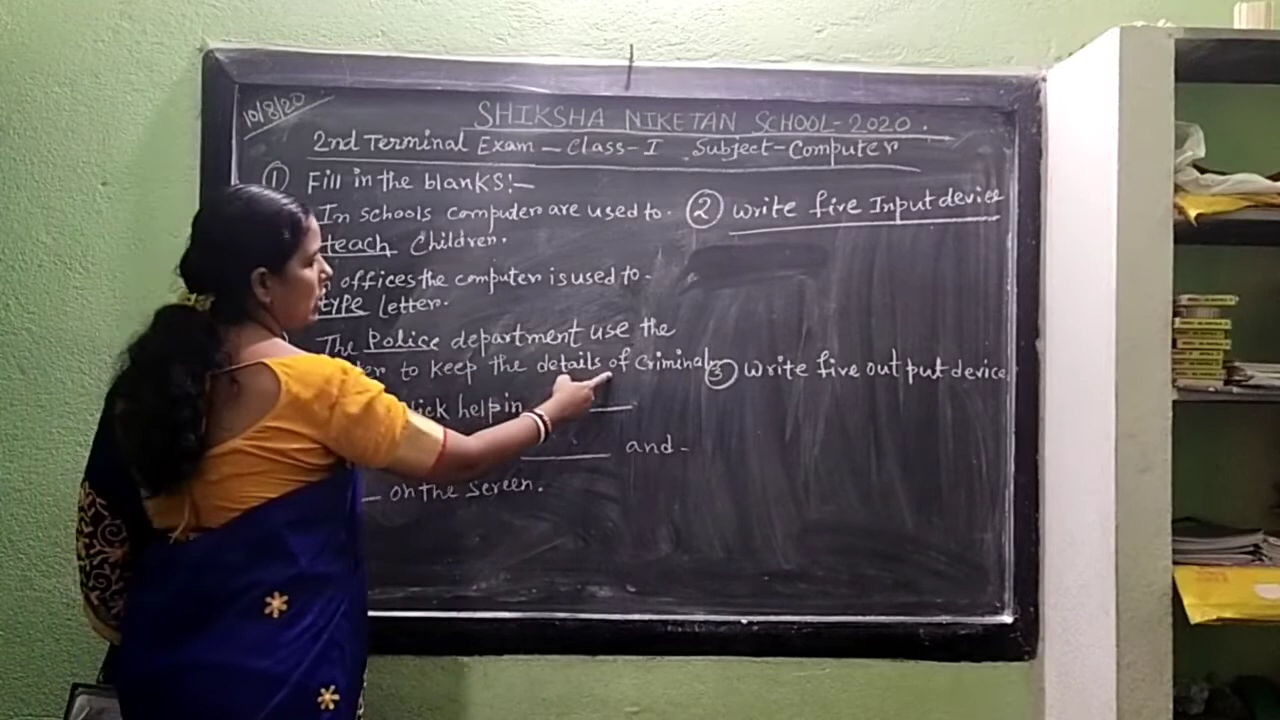 10/8/20
SHIKSHA NIKETAN SCHOOL-2020.
2nd Terminal Exam - Class-I Subject-Computer
① Fill in the blanks:-
In schools computer are used to.
teach children.
offices the computer is used to-
type letter.
The Police department use the
to keep the details of criminals
help in ___
___ and -
_ on the screen.
② Write five Input device
③ Write five out put device.